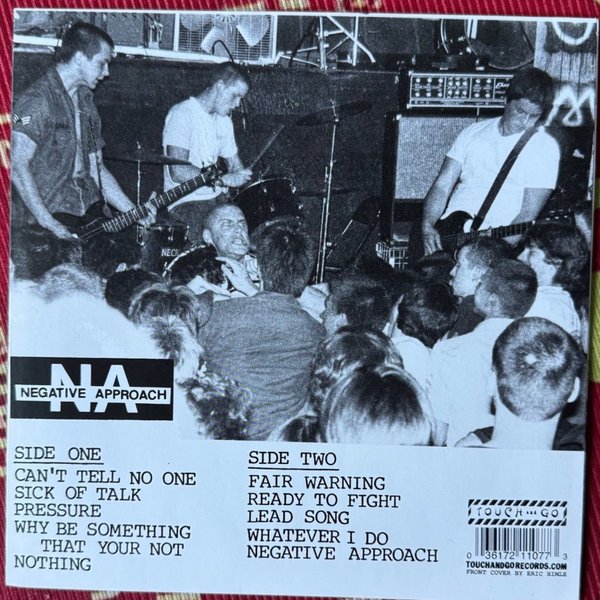 NECK
NA
NEGATIVE APPROACH
SIDE ONE
CAN'T TELL NO ONE
SICK OF TALK
PRESSURE
WHY BE SOMETHING
THAT YOUR NOT
NOTHING
SIDE TWO
FAIR WARNING
READY TO FIGHT
LEAD SONG
WHATEVER I DO
NEGATIVE APPROACH
TOUCH AND GO
0 36172 11077 3
TOUCHANDGORECORDS.COM
FRONT COVER BY ERIC HIMLE